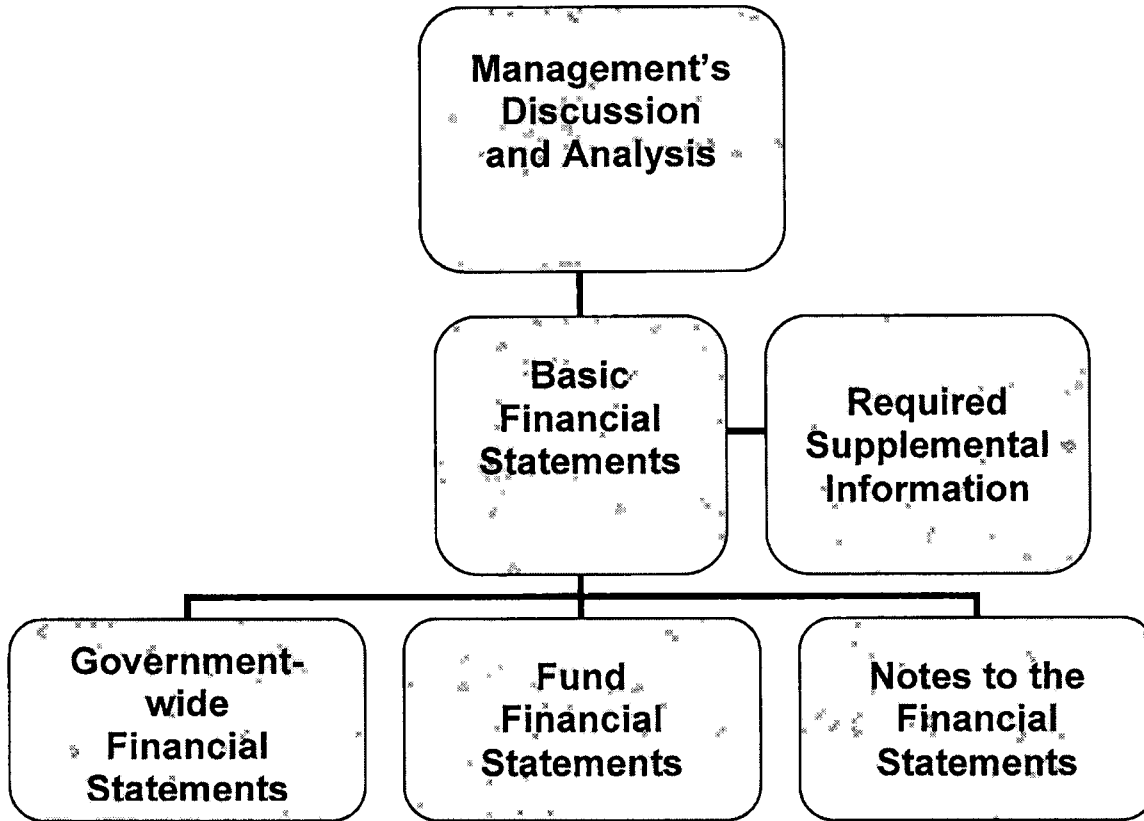 Management's
Discussion
and Analysis
Basic
Financial
Statements
Required
Supplemental
Information
Government-
wide
Financial
Statements
Fund
Financial
Statements
Notes to the
Financial
Statements